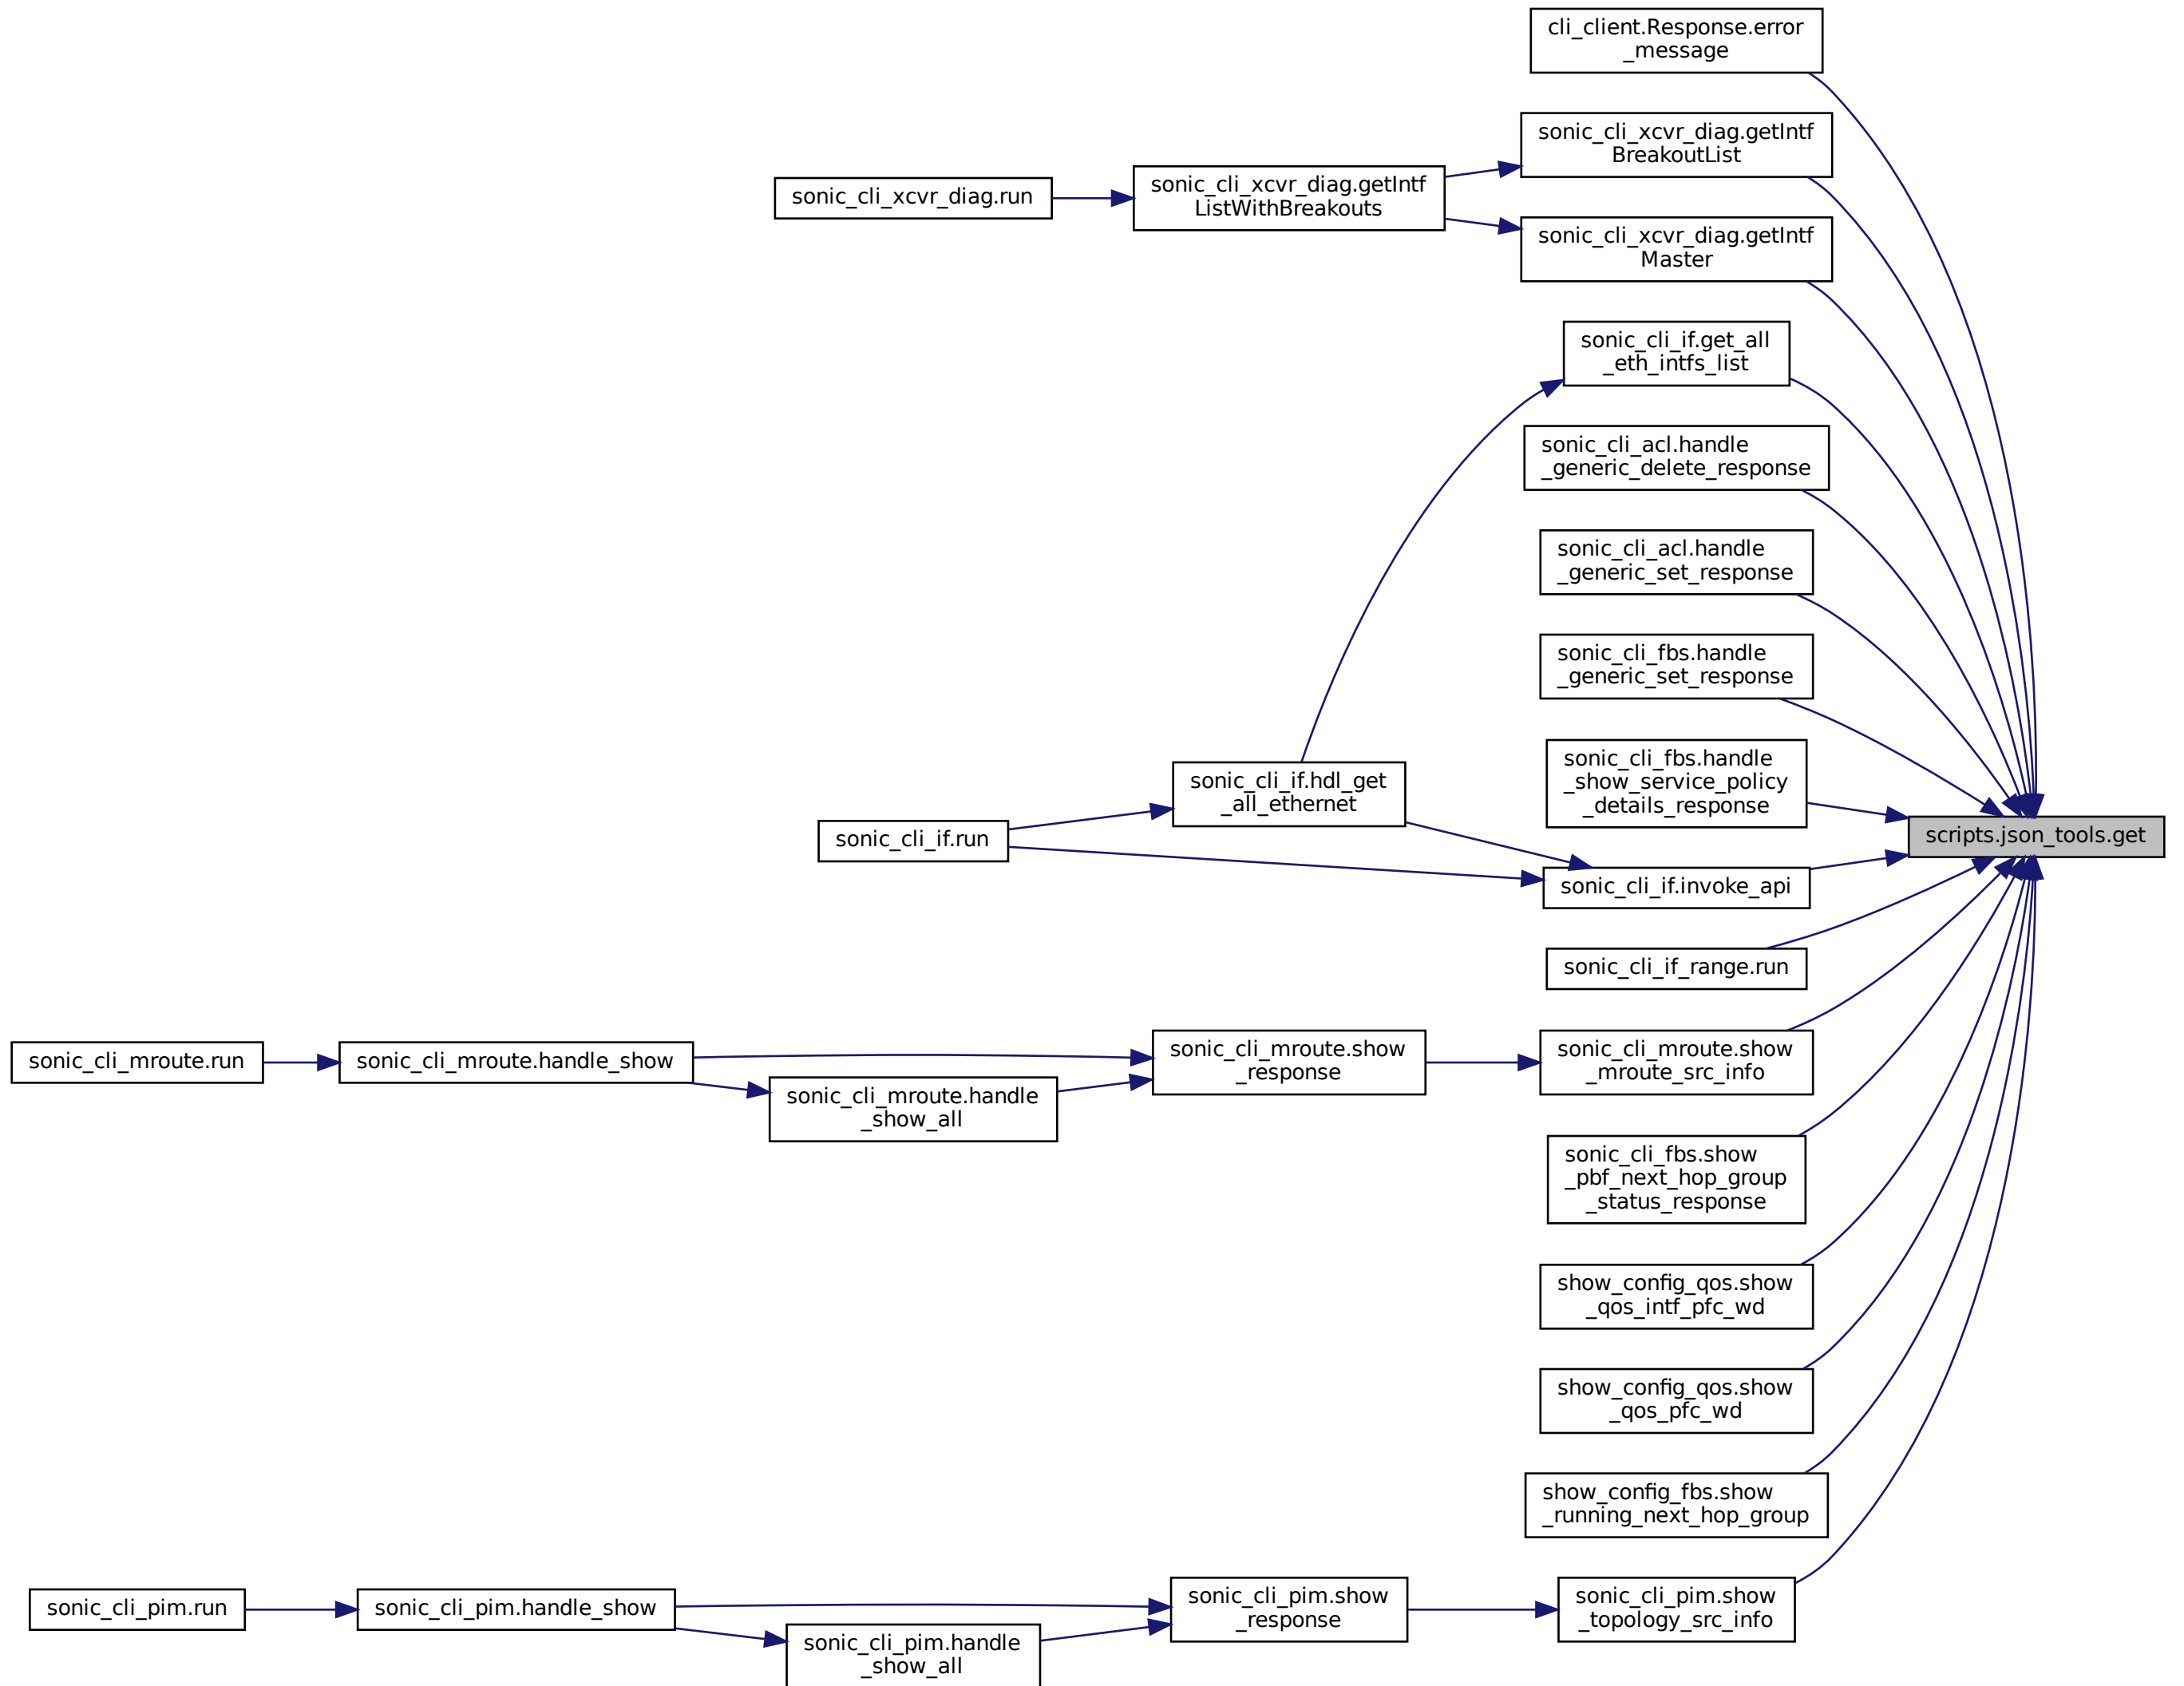 cli_client.Response.error
_message
sonic_cli_xcvr_diag.getIntf
BreakoutList
sonic_cli_xcvr_diag.run
sonic_cli_xcvr_diag.getIntf
ListWithBreakouts
sonic_cli_xcvr_diag.getIntf
Master
sonic_cli_if.get_all
_eth_intfs_list
sonic_cli_acl.handle
_generic_delete_response
sonic_cli_acl.handle
_generic_set_response
sonic_cli_fbs.handle
_generic_set_response
sonic_cli_fbs.handle
_show_service_policy
_details_response
sonic_cli_if.hdl_get
_all_ethernet
sonic_cli_if.run
scripts.json_tools.get
sonic_cli_if.invoke_api
sonic_cli_if_range.run
sonic_cli_mroute.run
sonic_cli_mroute.handle_show
sonic_cli_mroute.handle
_show_all
sonic_cli_mroute.show
_response
sonic_cli_mroute.show
_mroute_src_info
sonic_cli_fbs.show
_pbf_next_hop_group
_status_response
show_config_qos.show
_qos_intf_pfc_wd
show_config_qos.show
_qos_pfc_wd
show_config_fbs.show
_running_next_hop_group
sonic_cli_pim.run
sonic_cli_pim.handle_show
sonic_cli_pim.handle
_show_all
sonic_cli_pim.show
_response
sonic_cli_pim.show
_topology_src_info